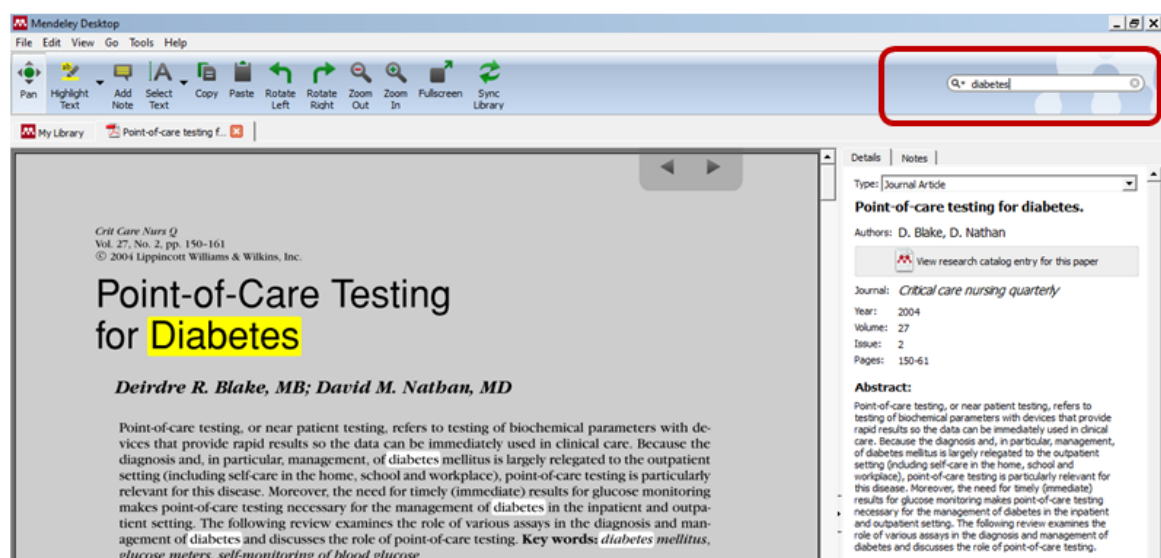 Mendeley Desktop
File Edit View Go Tools Help
Pan Highlight Text Add Note Select Text Copy Paste Rotate Left Rotate Right Zoom Out Zoom In Fullscreen Sync Library
diabetes
My Library Point-of-care testing f...
Crit Care Nurs Q
Vol. 27, No. 2, pp. 150–161
© 2004 Lippincott Williams & Wilkins, Inc.
Point-of-Care Testing
for Diabetes
Deirdre R. Blake, MB; David M. Nathan, MD
Point-of-care testing, or near patient testing, refers to testing of biochemical parameters with de-
vices that provide rapid results so the data can be immediately used in clinical care. Because the
diagnosis and, in particular, management, of diabetes mellitus is largely relegated to the outpatient
setting (including self-care in the home, school and workplace), point-of-care testing is particularly
relevant for this disease. Moreover, the need for timely (immediate) results for glucose monitoring
makes point-of-care testing necessary for the management of diabetes in the inpatient and outpa-
tient setting. The following review examines the role of various assays in the diagnosis and man-
agement of diabetes and discusses the role of point-of-care testing. Key words: diabetes mellitus,
glucose meters, self-monitoring of blood glucose
Details Notes
Type: Journal Article
Point-of-care testing for diabetes.
Authors: D. Blake, D. Nathan
View research catalog entry for this paper
Journal: Critical care nursing quarterly
Year: 2004
Volume: 27
Issue: 2
Pages: 150-61
Abstract:
Point-of-care testing, or near patient testing, refers to
testing of biochemical parameters with devices that provide
rapid results so the data can be immediately used in clinical
care. Because the diagnosis and, in particular, management,
of diabetes mellitus is largely relegated to the outpatient
setting (including self-care in the home, school and
workplace), point-of-care testing is particularly relevant for
this disease. Moreover, the need for timely (immediate)
results for glucose monitoring makes point-of-care testing
necessary for the management of diabetes in the inpatient
and outpatient setting. The following review examines the
role of various assays in the diagnosis and management of
diabetes and discusses the role of point-of-care testing.